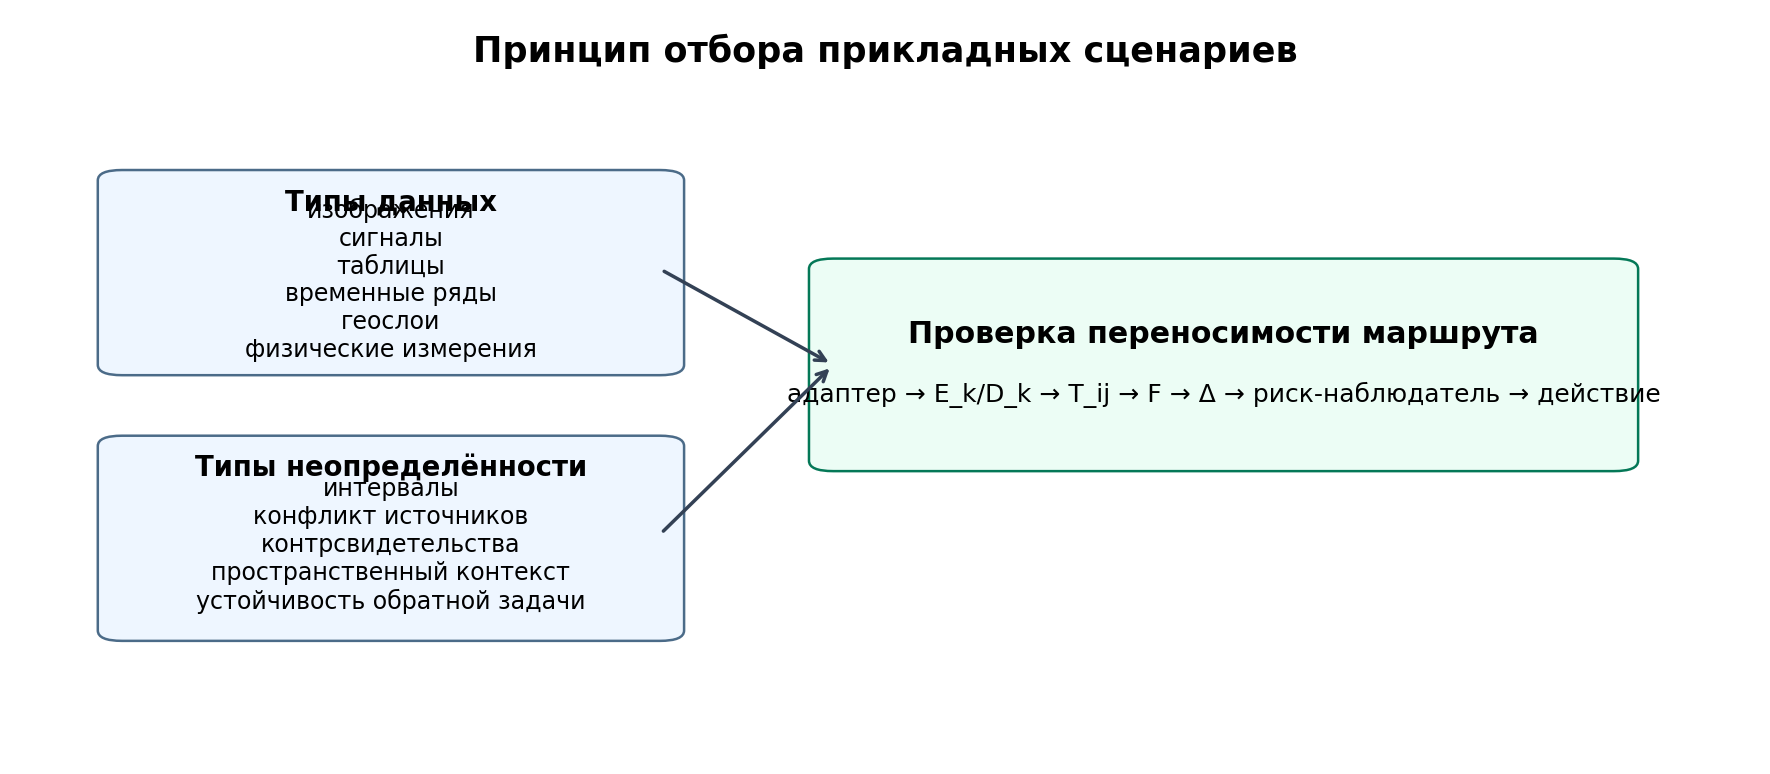 Принцип отбора прикладных сценариев
Типы данных
изображения
сигналы
таблицы
временные ряды
геослои
физические измерения
Типы неопределённости
интервалы
конфликт источников
контрсвидетельства
пространственный контекст
устойчивость обратной задачи
Проверка переносимости маршрута
адаптер → E_k/D_k → T_ij → F → Δ → риск-наблюдатель → действие